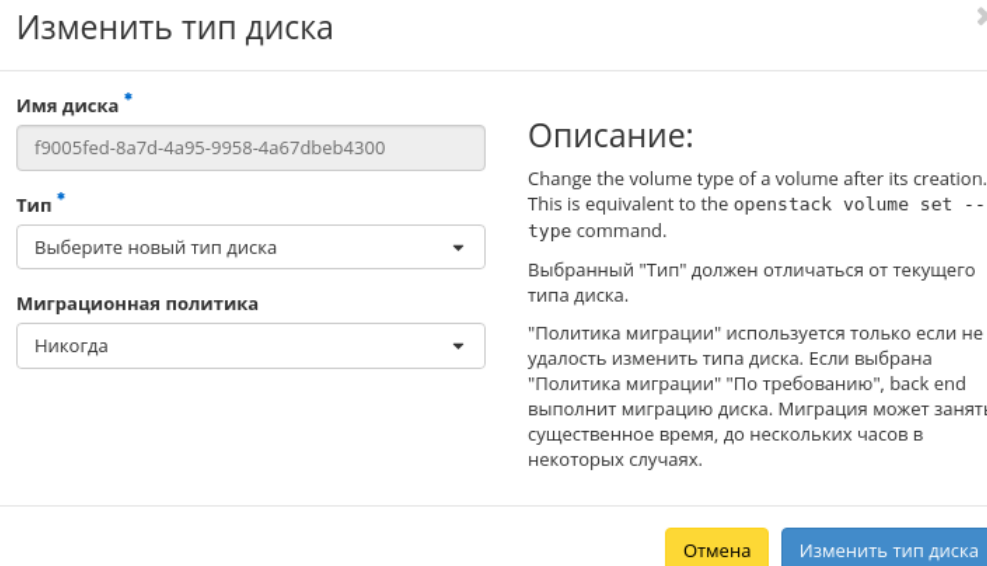 Изменить тип диска
Имя диска *
f9005fed-8a7d-4a95-9958-4a67dbeb4300
Тип *
Выберите новый тип диска
Миграционная политика
Никогда
Описание:
Change the volume type of a volume after its creation.
This is equivalent to the openstack volume set --
type command.
Выбранный "Тип" должен отличаться от текущего
типа диска.
"Политика миграции" используется только если не
удалость изменить типа диска. Если выбрана
"Политика миграции" "По требованию", back end
выполнит миграцию диска. Миграция может занять
существенное время, до нескольких часов в
некоторых случаях.
Отмена
Изменить тип диска